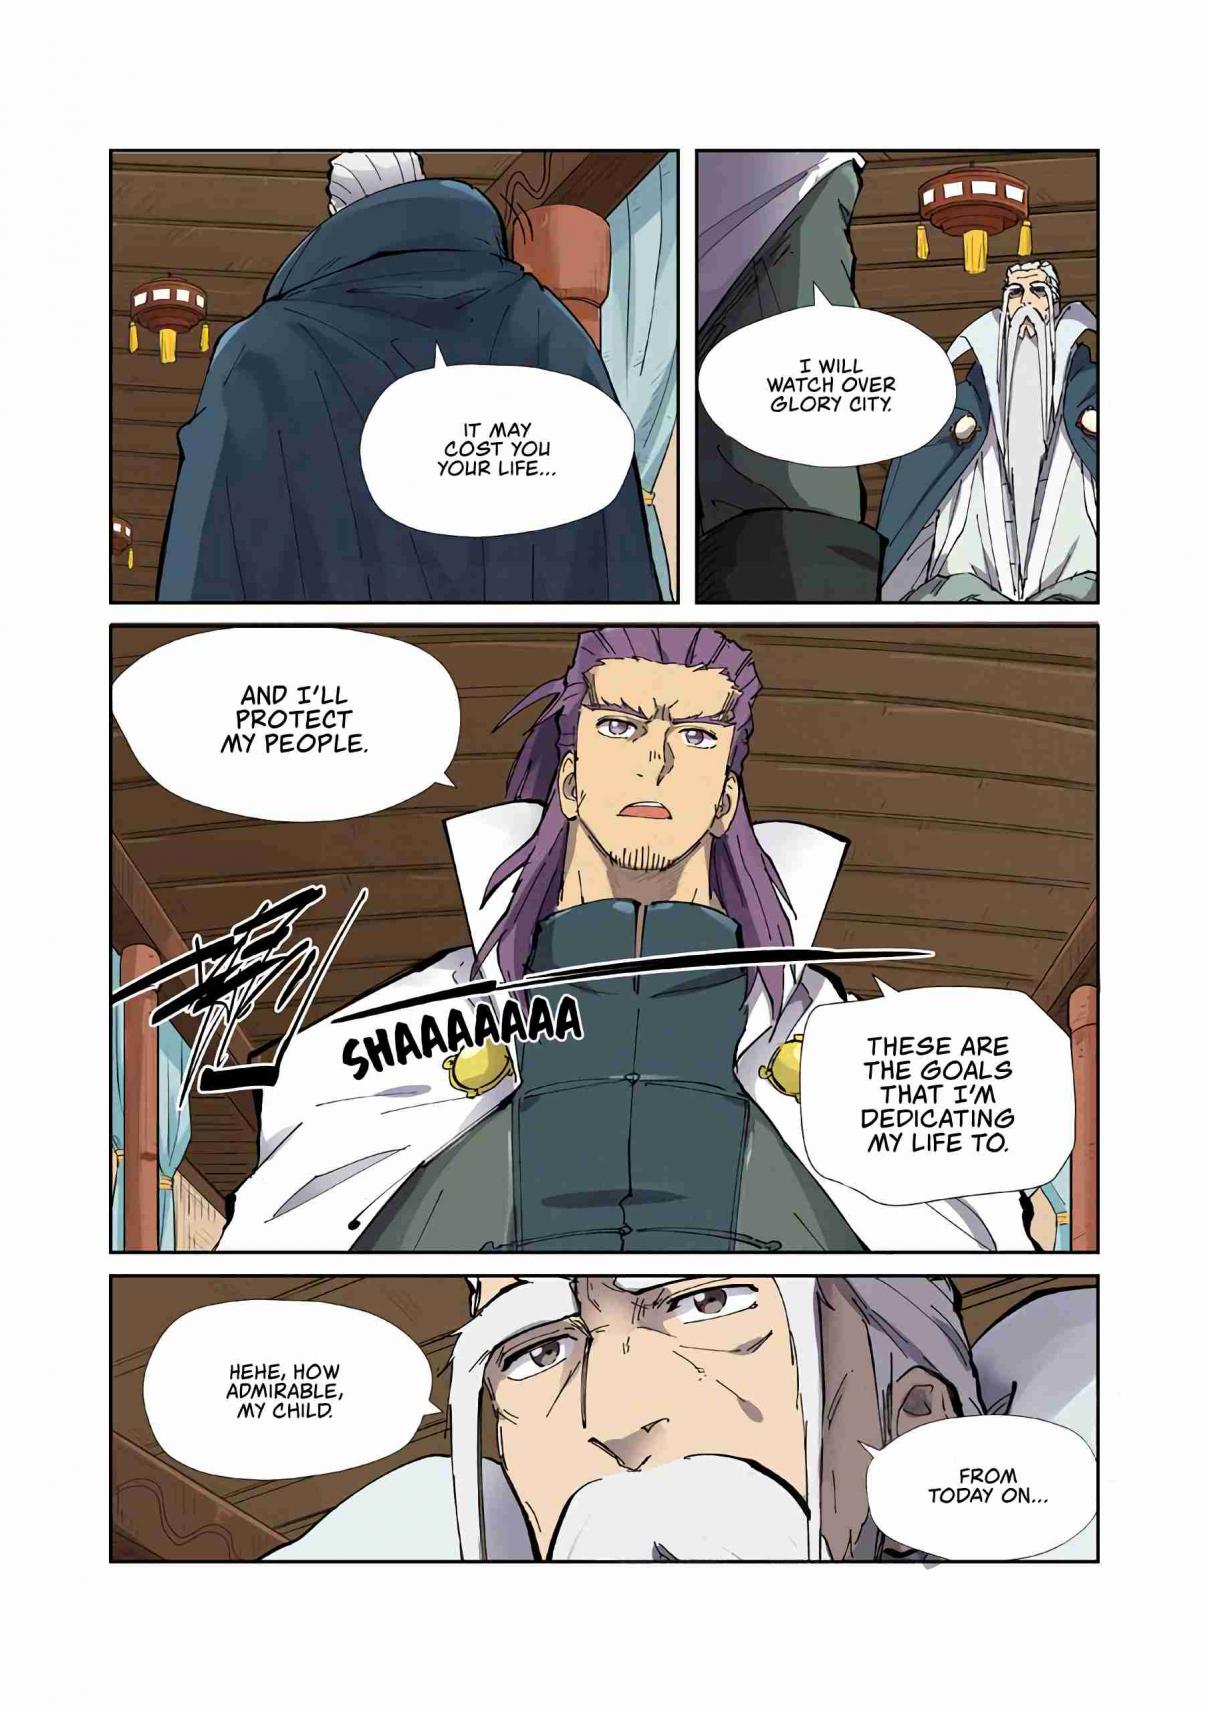 IT MAY
COST YOU
YOUR LIFE...
I WILL
WATCH OVER
GLORY CITY.
AND I'LL
PROTECT
MY PEOPLE.
SHAAAAAAA
THESE ARE
THE GOALS
THAT I'M
DEDICATING
MY LIFE TO.
HEHE, HOW
ADMIRABLE,
MY CHILD.
FROM
TODAY ON...